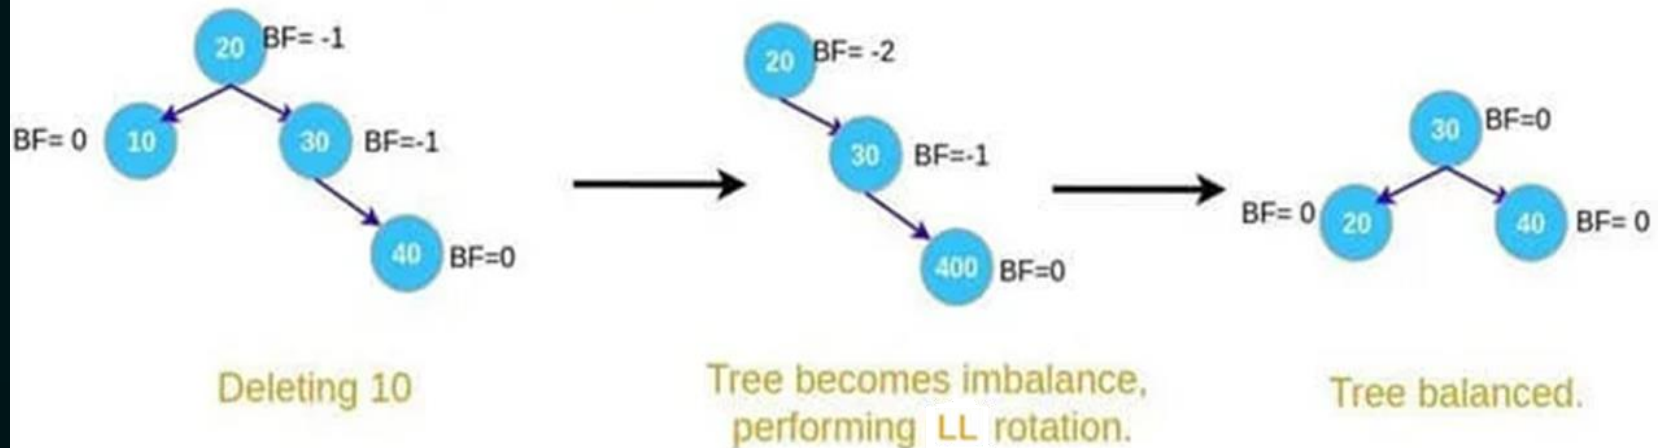 20 BF= -1
BF= 0 10 30 BF=-1
40 BF=0
Deleting 10
20 BF= -2
30 BF=-1
400 BF=0
Tree becomes imbalance,
performing LL rotation.
30 BF=0
BF= 0 20 40 BF= 0
Tree balanced.